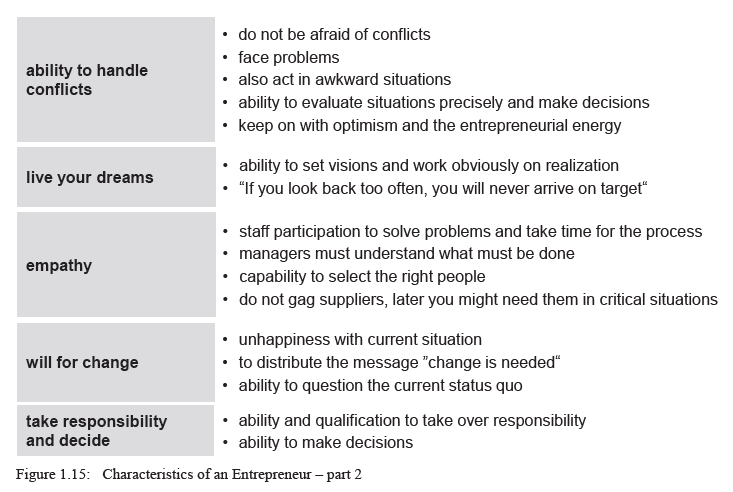 ability to handle
conflicts
• do not be afraid of conflicts
• face problems
• also act in awkward situations
• ability to evaluate situations precisely and make decisions
• keep on with optimism and the entrepreneurial energy
live your dreams
• ability to set visions and work obviously on realization
• “If you look back too often, you will never arrive on target“
empathy
• staff participation to solve problems and take time for the process
• managers must understand what must be done
• capability to select the right people
• do not gag suppliers, later you might need them in critical situations
will for change
• unhappiness with current situation
• to distribute the message ”change is needed“
• ability to question the current status quo
take responsibility
and decide
• ability and qualification to take over responsibility
• ability to make decisions
Figure 1.15: Characteristics of an Entrepreneur – part 2